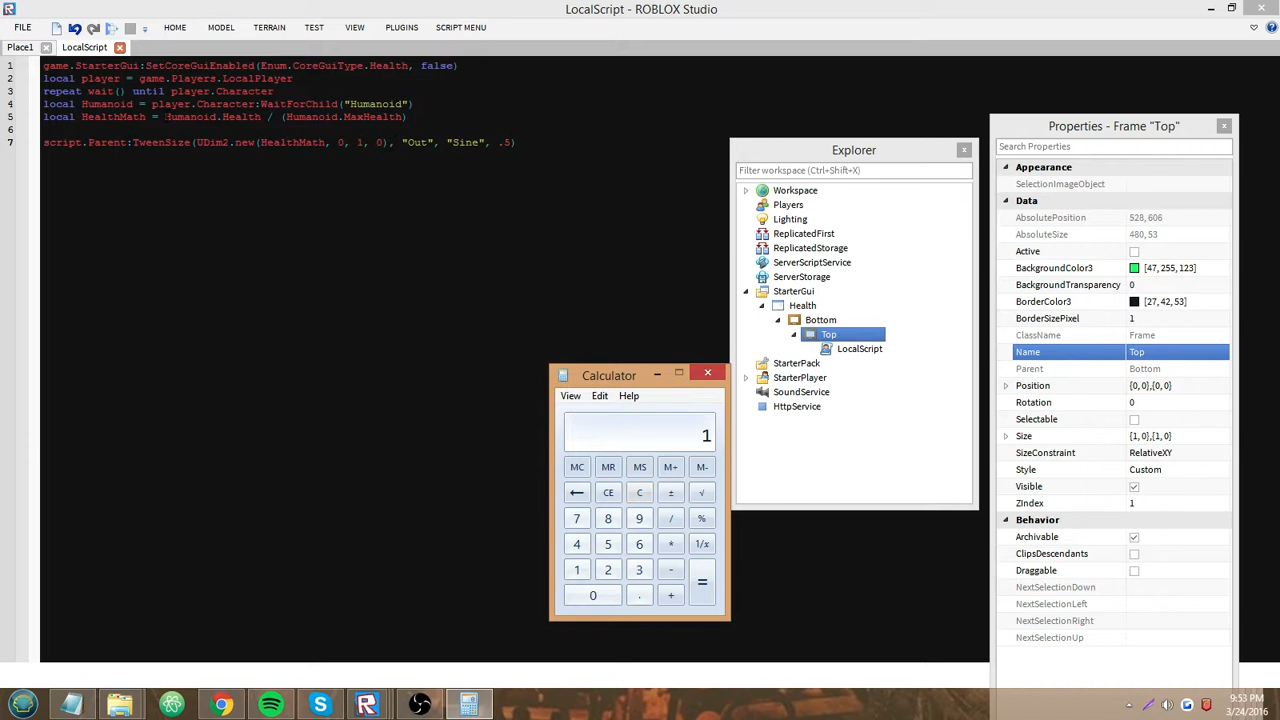 LocalScript - ROBLOX Studio
FILE
HOME
MODEL
TERRAIN
TEST
VIEW
PLUGINS
SCRIPT MENU
Place1
LocalScript
1 game.StarterGui:SetCoreGuiEnabled(Enum.CoreGuiType.Health, false)
2 local player = game.Players.LocalPlayer
3 repeat wait() until player.Character
4 local Humanoid = player.Character:WaitForChild("Humanoid")
5 local HealthMath = Humanoid.Health / (Humanoid.MaxHealth)
6
7 script.Parent:TweenSize(UDim2.new(HealthMath, 0, 1, 0), "Out", "Sine", .5)
Explorer
Filter workspace (Ctrl+Shift+X)
Workspace
Players
Lighting
ReplicatedFirst
ReplicatedStorage
ServerScriptService
ServerStorage
StarterGui
Health
Bottom
Top
LocalScript
StarterPack
StarterPlayer
SoundService
HttpService
Calculator
View Edit Help
1
MC MR MS M+ M-
← CE C ± √
7 8 9 / %
4 5 6 * 1/x
1 2 3 - =
0 . +
Properties - Frame "Top"
Search Properties
Appearance
SelectionImageObject
Data
AbsolutePosition 528, 606
AbsoluteSize 480, 53
Active
BackgroundColor3 [47, 255, 123]
BackgroundTransparency 0
BorderColor3 [27, 42, 53]
BorderSizePixel 1
ClassName Frame
Name Top
Parent Bottom
Position {0, 0},{0, 0}
Rotation 0
Selectable
Size {1, 0},{1, 0}
SizeConstraint RelativeXY
Style Custom
Visible
ZIndex 1
Behavior
Archivable
ClipsDescendants
Draggable
NextSelectionDown
NextSelectionLeft
NextSelectionRight
NextSelectionUp
9:53 PM
3/24/2016